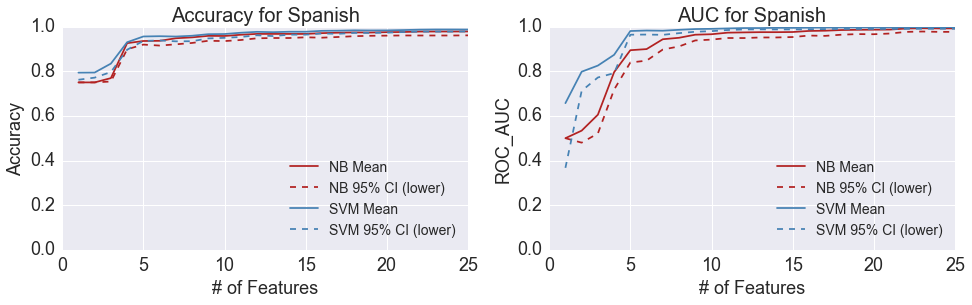 Accuracy for Spanish
1.0
0.8
0.6
0.4
0.2
0.0
Accuracy
NB Mean
NB 95% CI (lower)
SVM Mean
SVM 95% CI (lower)
0 5 10 15 20 25
# of Features
AUC for Spanish
1.0
0.8
0.6
0.4
0.2
0.0
ROC_AUC
NB Mean
NB 95% CI (lower)
SVM Mean
SVM 95% CI (lower)
0 5 10 15 20 25
# of Features